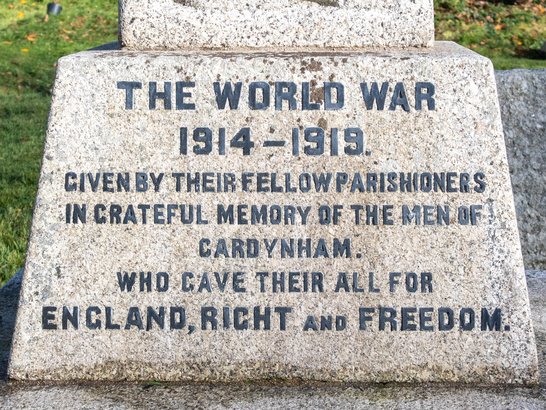 THE WORLD WAR
1914-1919.
GIVEN BY THEIR FELLOW PARISHIONERS
IN GRATEFUL MEMORY OF THE MEN OF
CARDYNHAM.
WHO GAVE THEIR ALL FOR
ENGLAND, RIGHT AND FREEDOM.